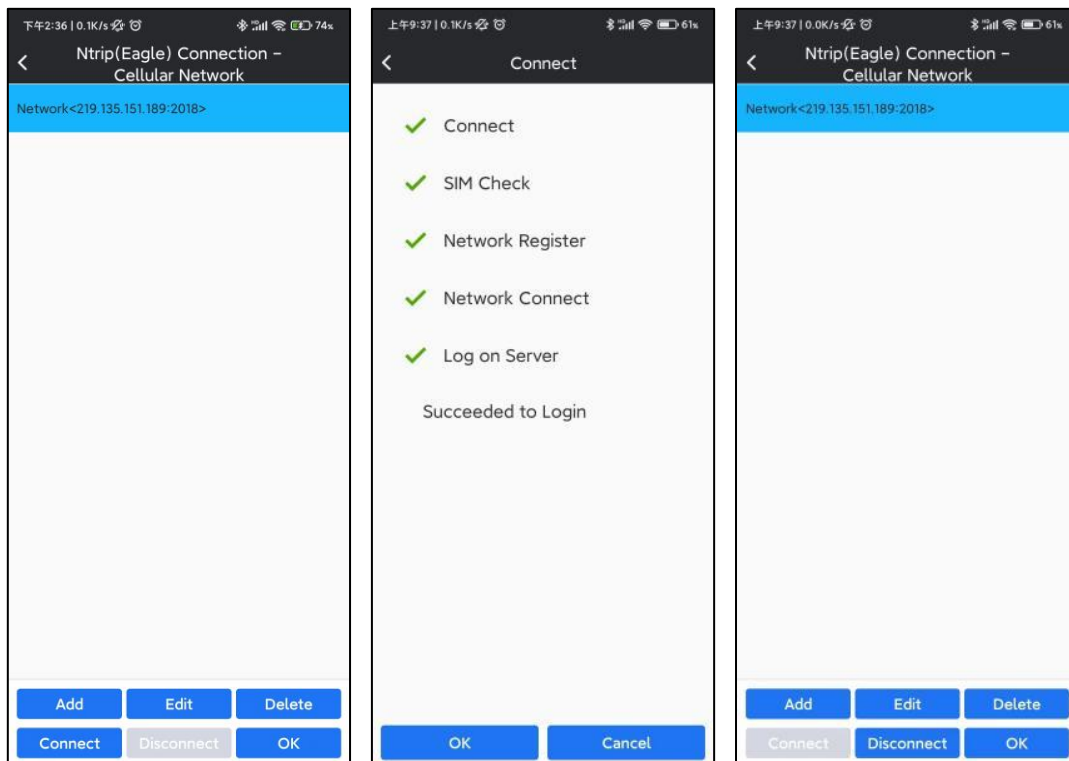 下午2:36 | 0.1K/s
74%
Ntrip(Eagle) Connection –
Cellular Network
Network<219.135.151.189:2018>
Add
Edit
Delete
Connect
Disconnect
OK
上午9:37 | 0.1K/s
61%
Connect
Connect
SIM Check
Network Register
Network Connect
Log on Server
Succeeded to Login
OK
Cancel
上午9:37 | 0.0K/s
61%
Ntrip(Eagle) Connection –
Cellular Network
Network<219.135.151.189:2018>
Add
Edit
Delete
Connect
Disconnect
OK